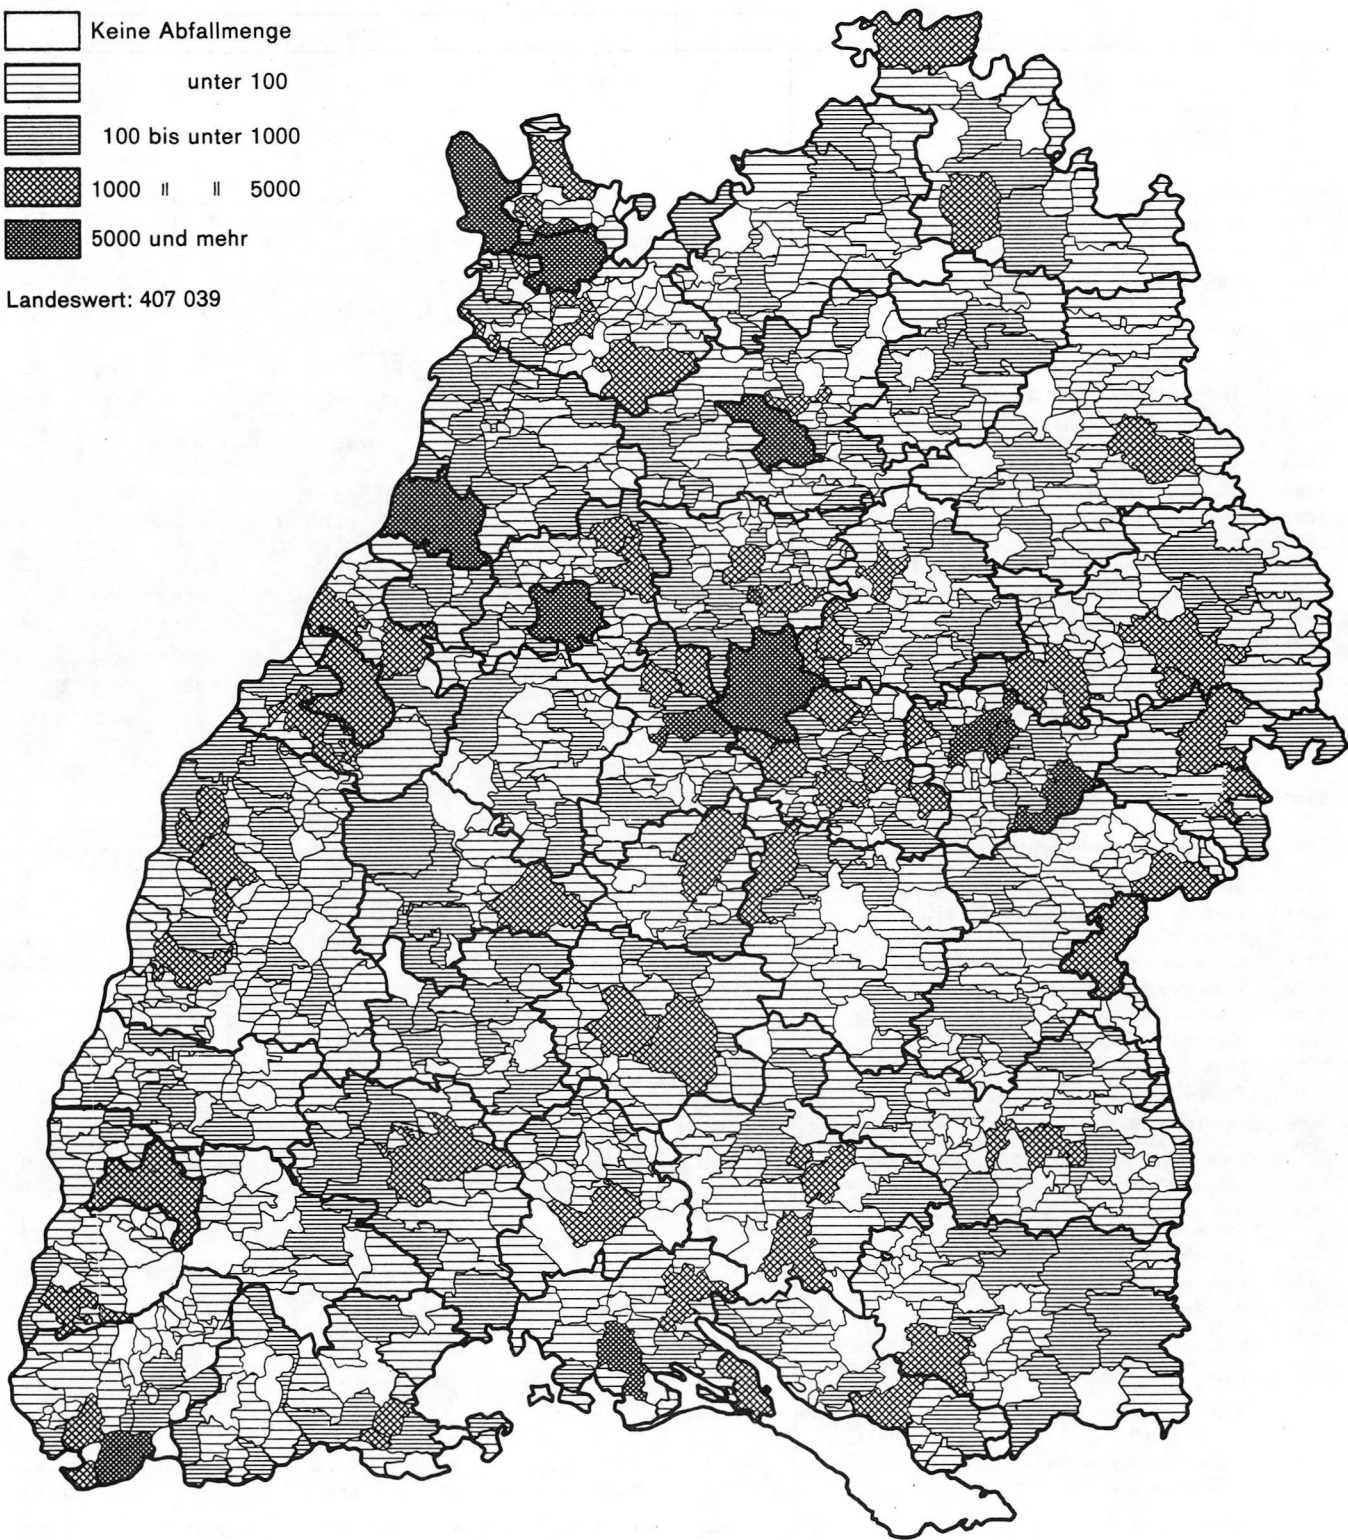 Keine Abfallmenge
unter 100
100 bis unter 1000
1000 " " 5000
5000 und mehr
Landeswert: 407 039